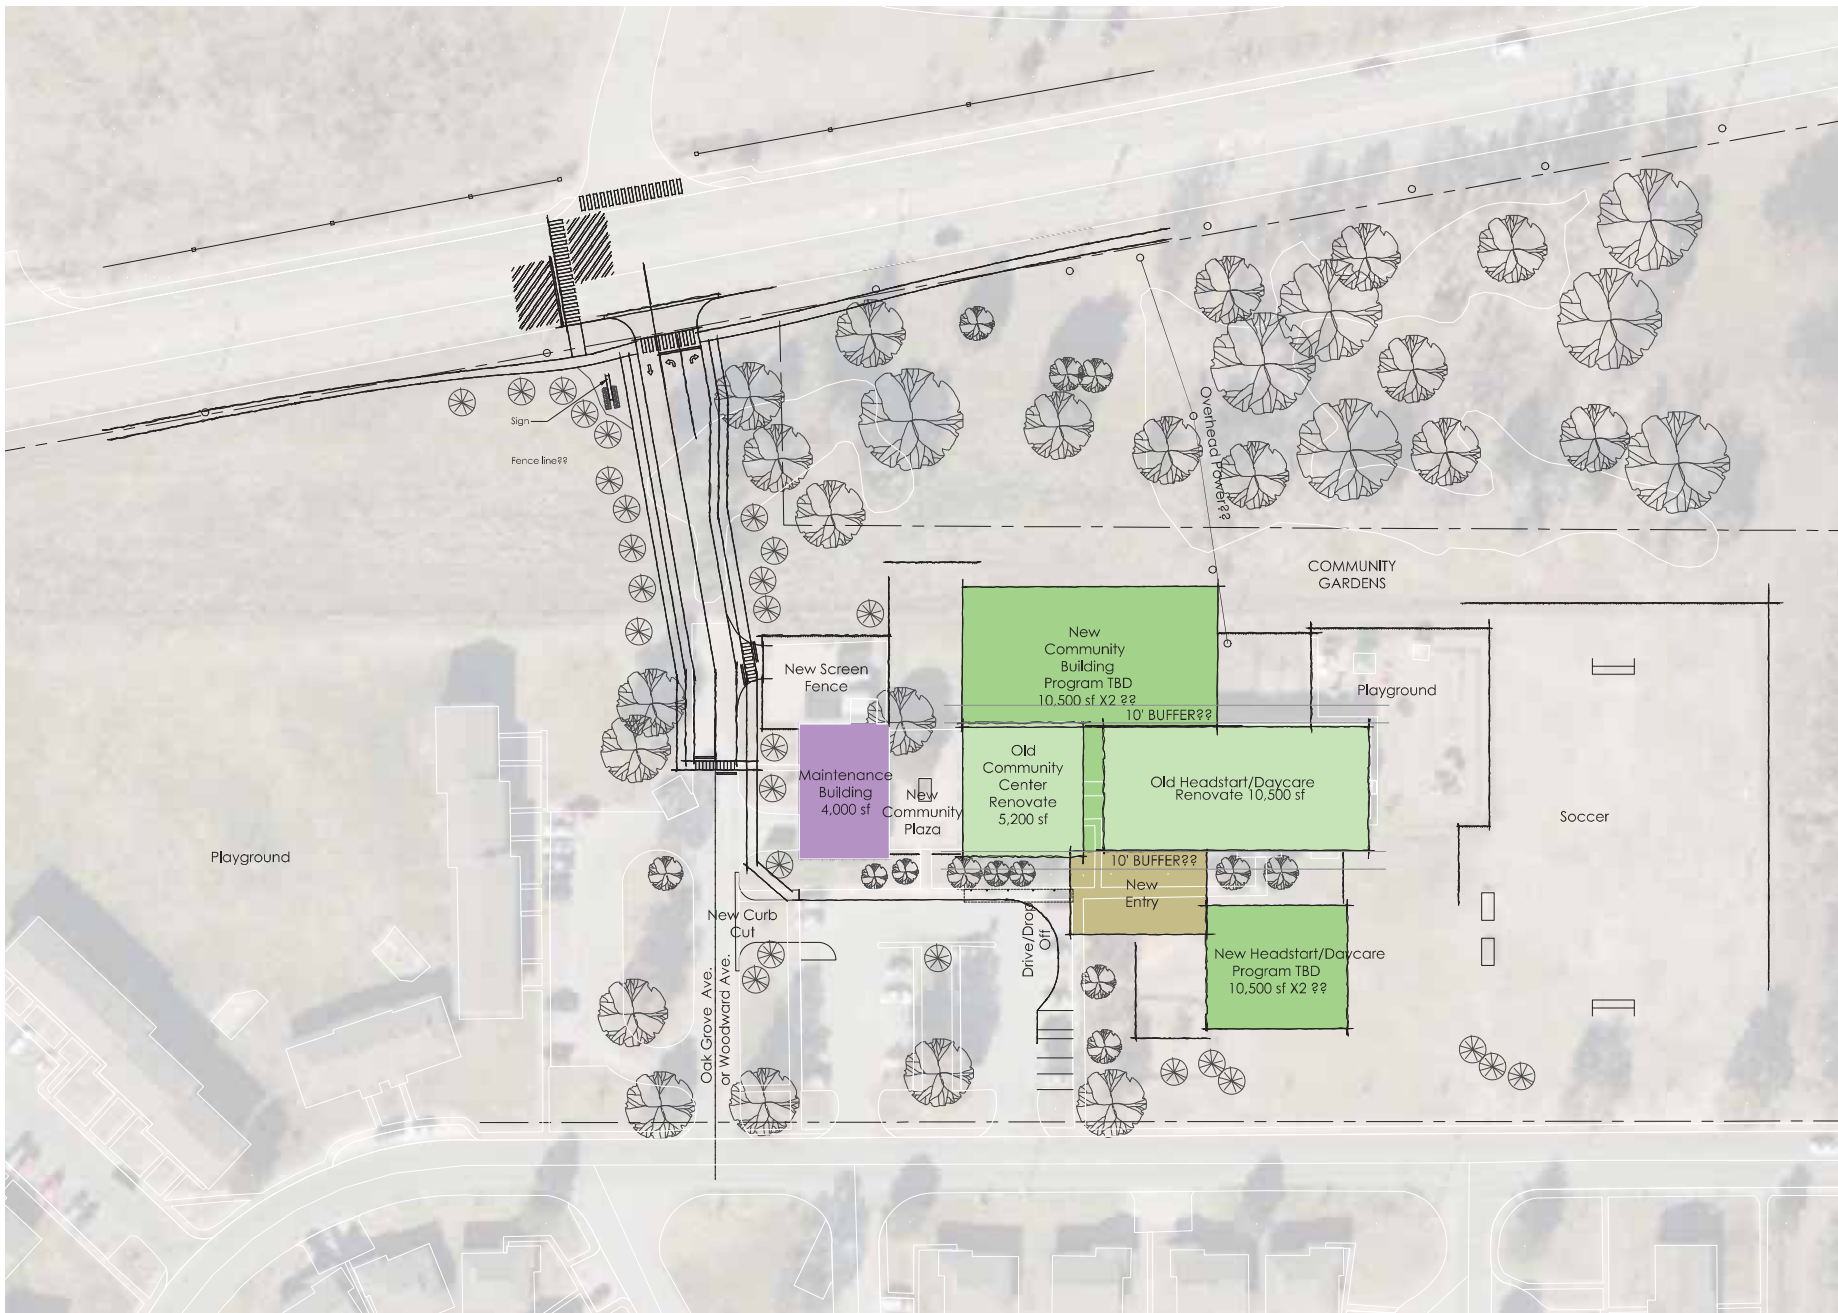 Sign
Fence line??
Overhead Power??
COMMUNITY
GARDENS
New
Community
Building
Program TBD
10,500 sf X2 ??
New Screen
Fence
Playground
10' BUFFER??
Maintenance
Building
4,000 sf
New
Community
Plaza
Old
Community
Center
Renovate
5,200 sf
Old Headstart/Daycare
Renovate 10,500 sf
Soccer
Playground
10' BUFFER??
New
Entry
New Curb
Cut
Drive/Drop
Off
New Headstart/Daycare
Program TBD
10,500 sf X2 ??
Oak Grove Ave.
or Woodward Ave.